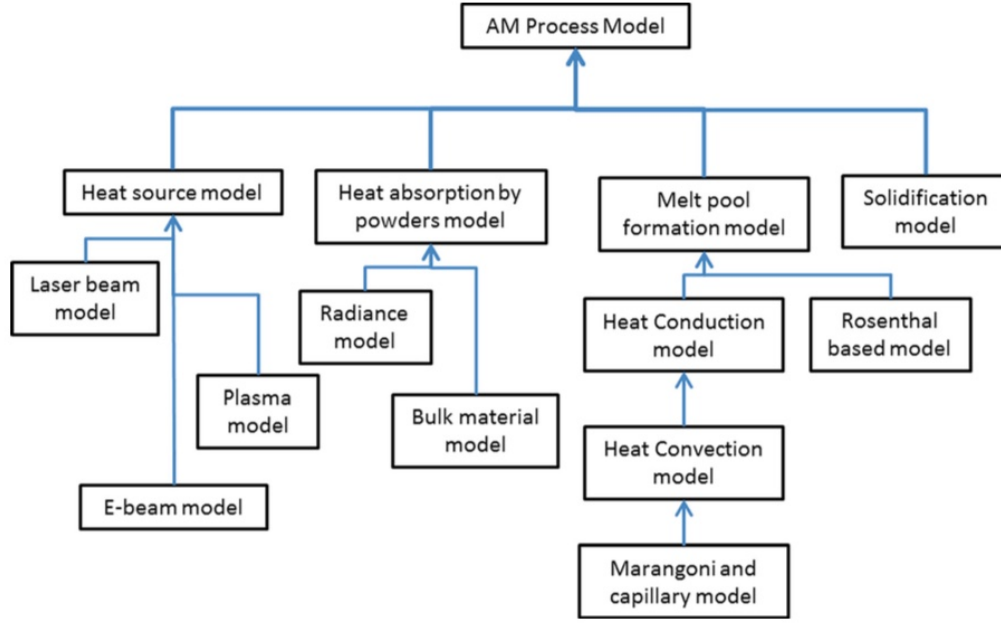 AM Process Model
Heat source model
Heat absorption by
powders model
Melt pool
formation model
Solidification
model
Laser beam
model
Radiance
model
Heat Conduction
model
Rosenthal
based model
Plasma
model
Bulk material
model
Heat Convection
model
E-beam model
Marangoni and
capillary model